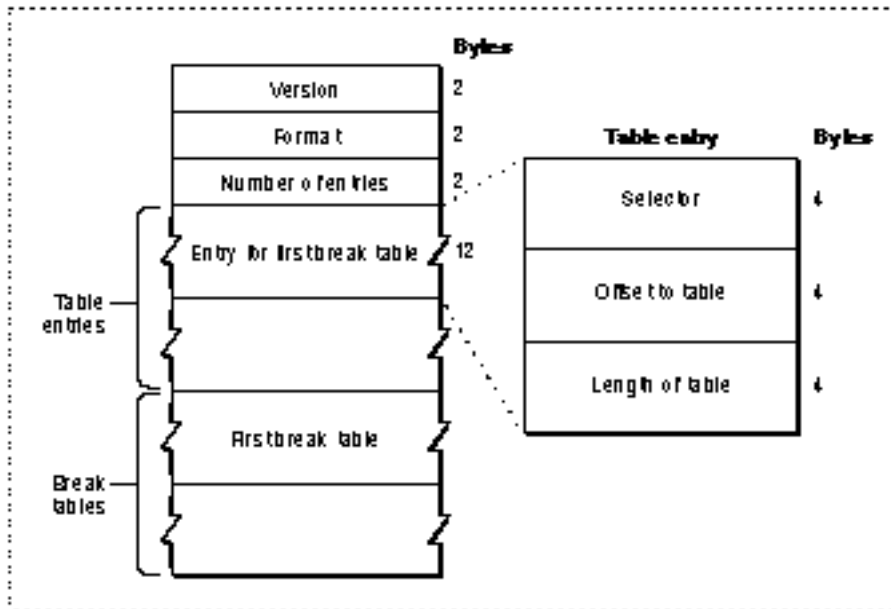 Bytes
Version 2
Format 2
Number of entries 2
Entry for first break table 12
Table
entries
First break table
Break
tables
Table entry Bytes
Selector 4
Offset to table 4
Length of table 4